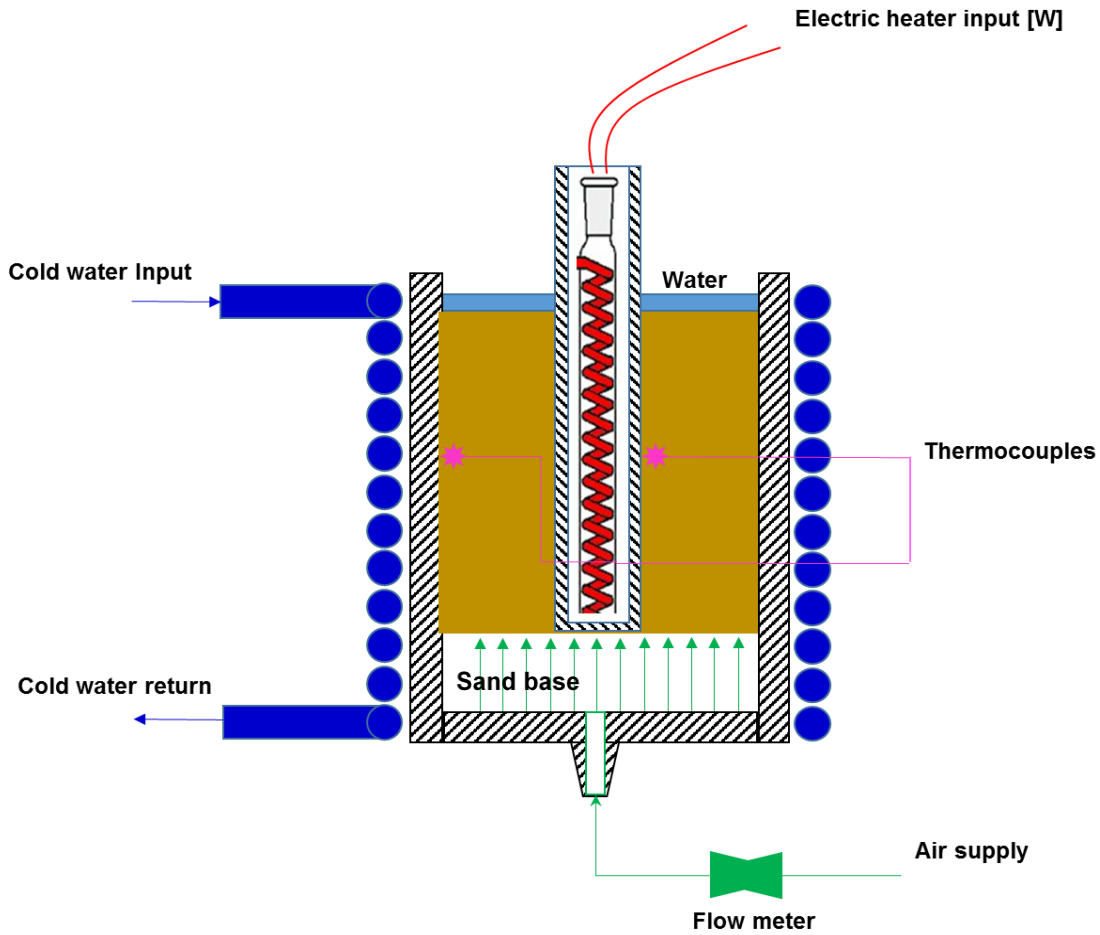 Electric heater input [W]
Cold water Input
Water
Thermocouples
Cold water return
Sand base
Air supply
Flow meter